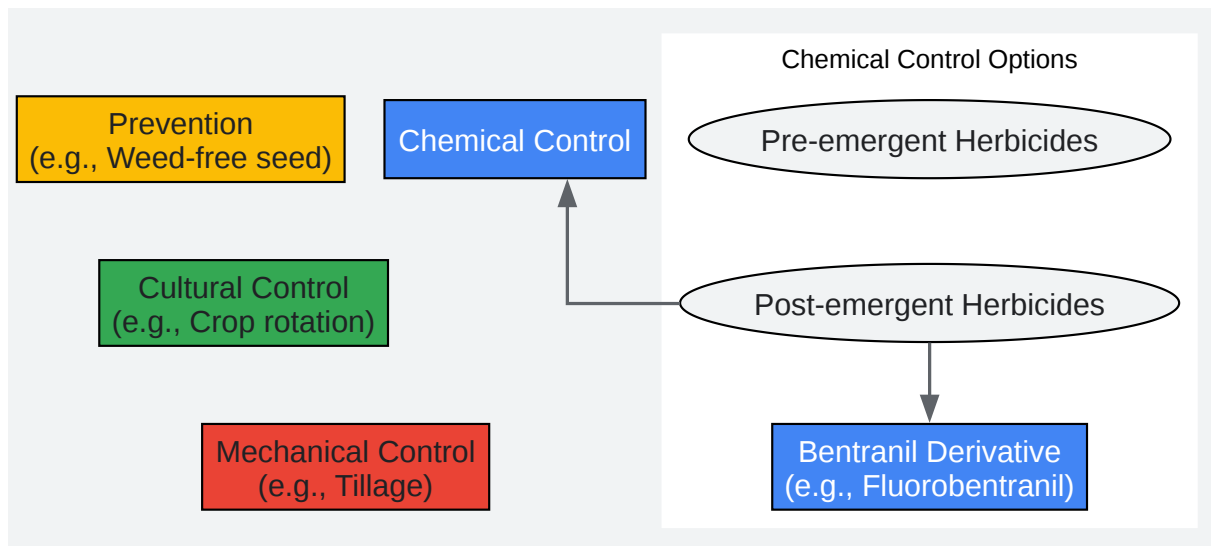 Chemical Control Options
Prevention
(e.g., Weed-free seed)
Chemical Control
Pre-emergent Herbicides
Cultural Control
(e.g., Crop rotation)
Post-emergent Herbicides
Mechanical Control
(e.g., Tillage)
Bentranil Derivative
(e.g., Fluorobentranil)